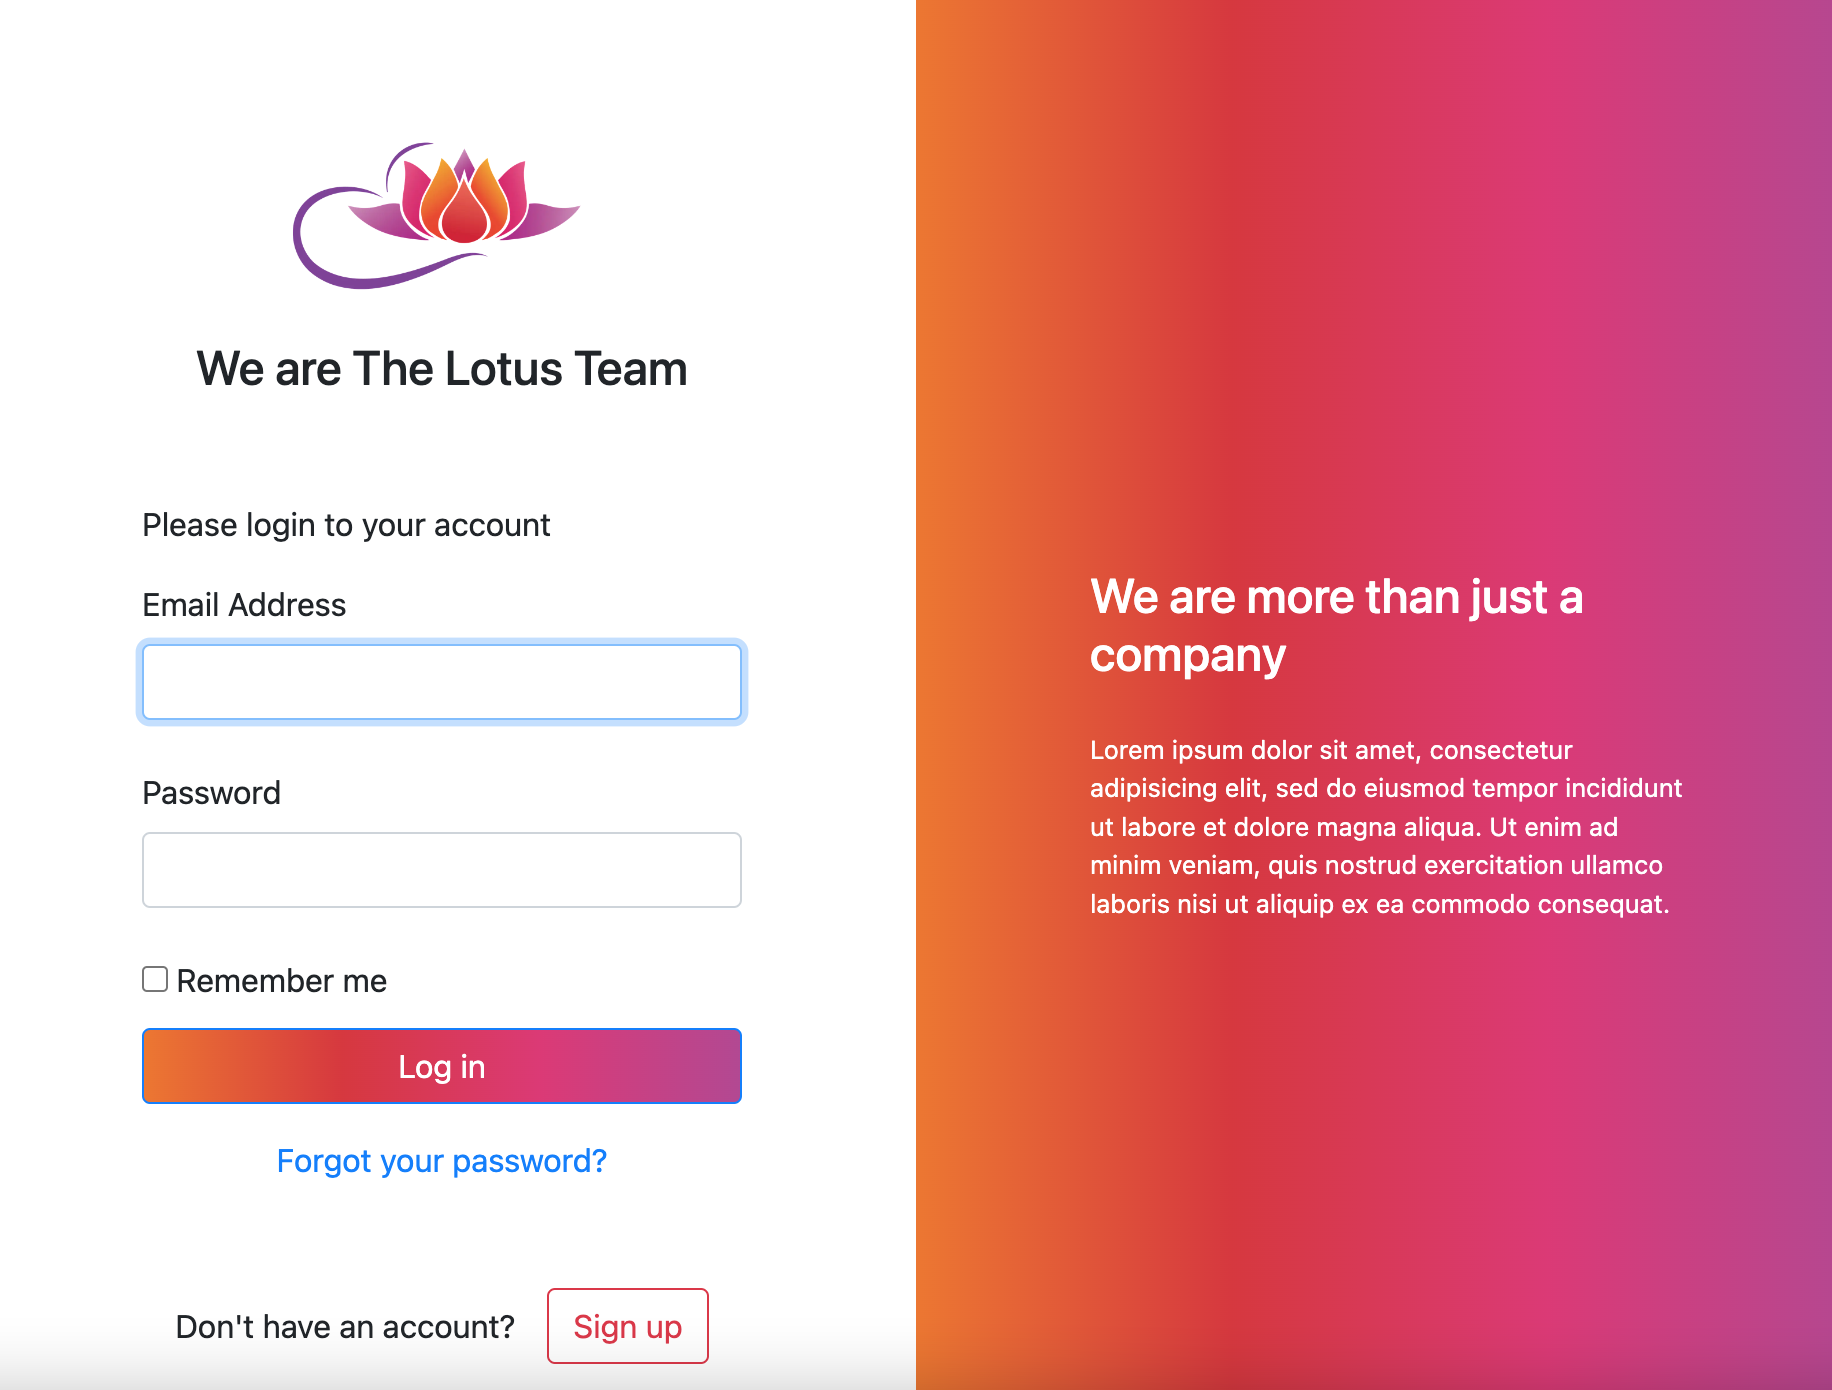 We are The Lotus Team
Please login to your account
Email Address
Password
Remember me
Log in
Forgot your password?
Don't have an account?
Sign up
We are more than just a
company
Lorem ipsum dolor sit amet, consectetur
adipisicing elit, sed do eiusmod tempor incididunt
ut labore et dolore magna aliqua. Ut enim ad
minim veniam, quis nostrud exercitation ullamco
laboris nisi ut aliquip ex ea commodo consequat.